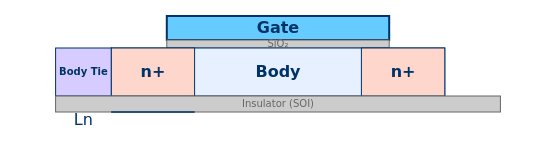 Gate
SiO₂
Body Tie n+ Body n+
Insulator (SOI)
Ln